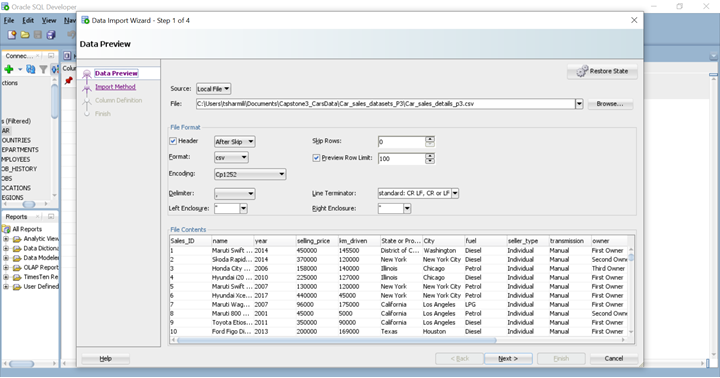 Oracle SQL Developer
File Edit View N
Connec...
ctions
s (Filtered)
AR
OUNTRIES
EPARTMENTS
MPLOYEES
OB_HISTORY
OBS
OCATIONS
EGIONS
Reports
All Reports
Analytic View
Data Dictiona
Data Modele
OLAP Report
TimesTen Re
User Defined
Colum
Data Import Wizard - Step 1 of 4
Data Preview
Data Preview
Import Method
Column Definition
Finish
Restore State
Source: Local File
File: C:\Users\tsharmili\Documents\Capstone3_CarsData\Car_sales_datasets_P3\Car_sales_details_p3.csv Browse...
File Format
Header After Skip Skip Rows: 0
Format: csv Preview Row Limit: 100
Encoding: Cp1252
Delimiter: , Line Terminator: standard: CR LF, CR or LF
Left Enclosure: " Right Enclosure: "
File Contents
Sales_ID name year selling_price km_driven State or Pro... City fuel seller_type transmission owner
1 Maruti Swift ... 2014 450000 145500 District of C... Washington Diesel Individual Manual First Owner
2 Skoda Rapid... 2014 370000 120000 New York New York City Diesel Individual Manual Second Owne
3 Honda City ... 2006 158000 140000 Illinois Chicago Petrol Individual Manual Third Owner
4 Hyundai i20 ... 2010 225000 127000 Illinois Chicago Diesel Individual Manual First Owner
5 Maruti Swift ... 2007 130000 120000 New York New York City Petrol Individual Manual First Owner
6 Hyundai Xce... 2017 440000 45000 New York New York City Petrol Individual Manual First Owner
7 Maruti Wag... 2007 96000 175000 California Los Angeles LPG Individual Manual First Owner
8 Maruti 800 ... 2001 45000 5000 California Los Angeles Petrol Individual Manual Second Owne
9 Toyota Etios... 2011 350000 90000 California Los Angeles Diesel Individual Manual First Owner
10 Ford Figo Di... 2013 200000 169000 Texas Houston Diesel Individual Manual First Owner
Help < Back Next > Finish Cancel